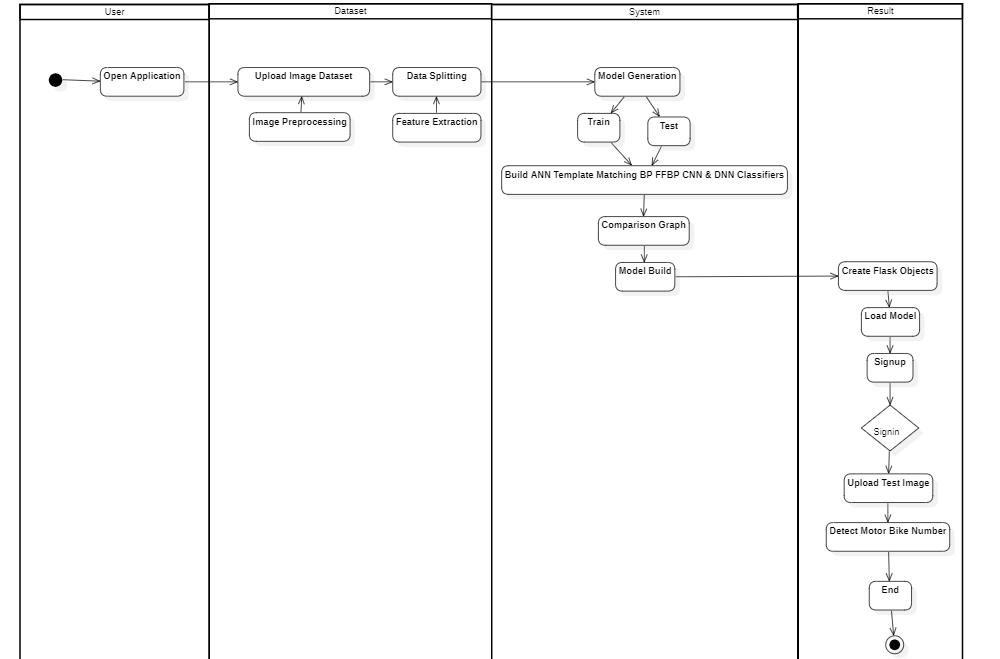 User
Dataset
System
Result
Open Application
Upload Image Dataset
Data Splitting
Model Generation
Image Preprocessing
Feature Extraction
Train
Test
Build ANN Template Matching BP FFBP CNN & DNN Classifiers
Comparison Graph
Model Build
Create Flask Objects
Load Model
Signup
Signin
Upload Test Image
Detect Motor Bike Number
End